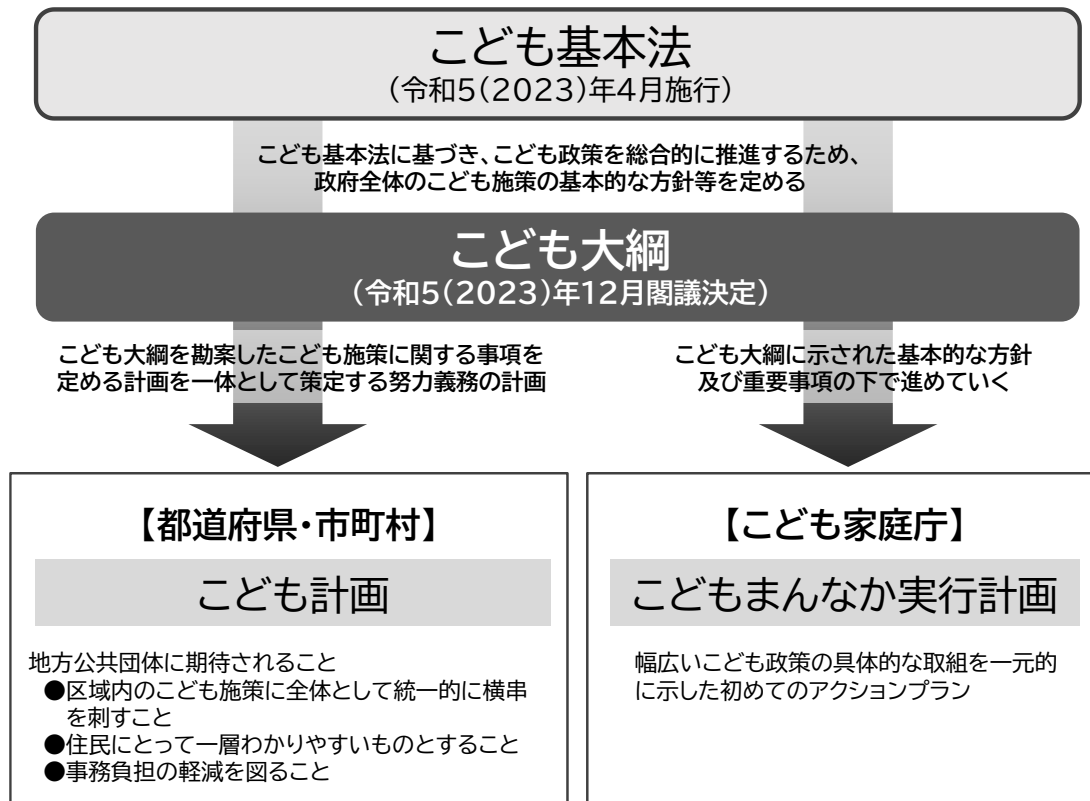 こども基本法
（令和5（2023）年4月施行）
こども基本法に基づき、こども政策を総合的に推進するため、
政府全体のこども施策の基本的な方針等を定める
こども大綱
（令和5（2023）年12月閣議決定）
こども大綱を勘案したこども施策に関する事項を
定める計画を一体として策定する努力義務の計画
こども大綱に示された基本的な方針
及び重要事項の下で進めていく
【都道府県・市町村】
こども計画
地方公共団体に期待されること
●区域内のこども施策に全体として統一的に横串
を刺すこと
●住民にとって一層わかりやすいものとすること
●事務負担の軽減を図ること
【こども家庭庁】
こどもまんなか実行計画
幅広いこども政策の具体的な取組を一元的
に示した初めてのアクションプラン